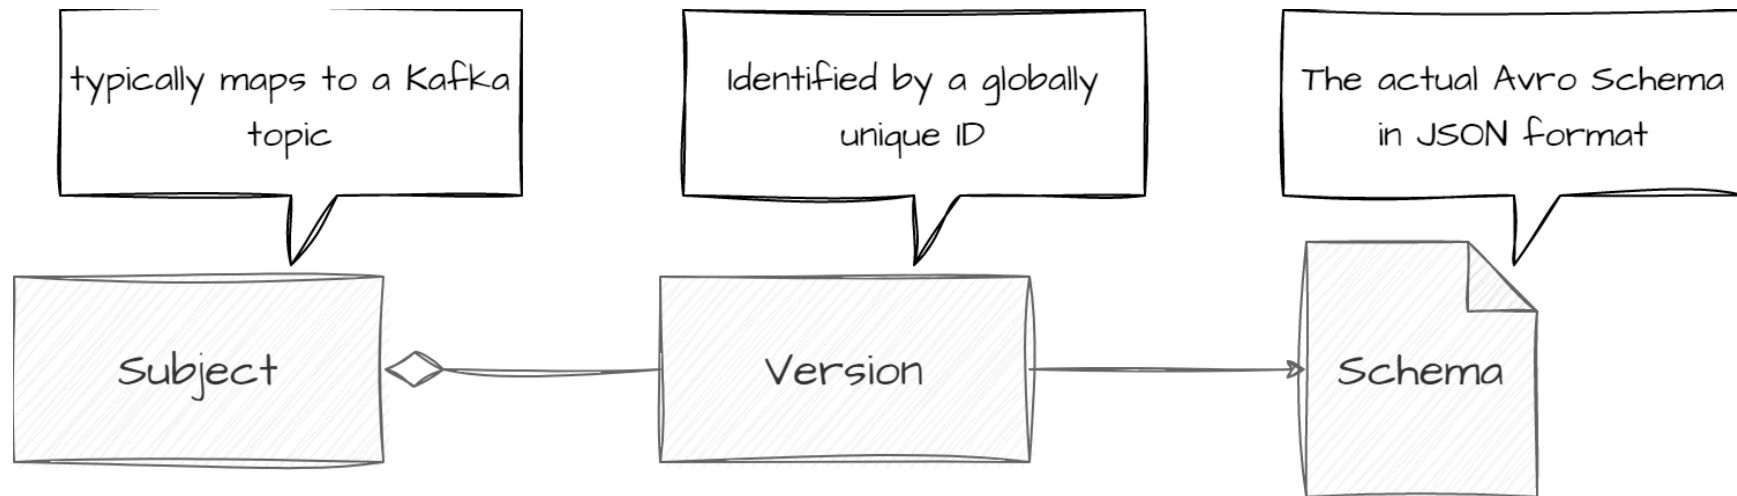 typically maps to a Kafka
topic
Identified by a globally
unique ID
The actual Avro Schema
in JSON format
Subject
Version
Schema